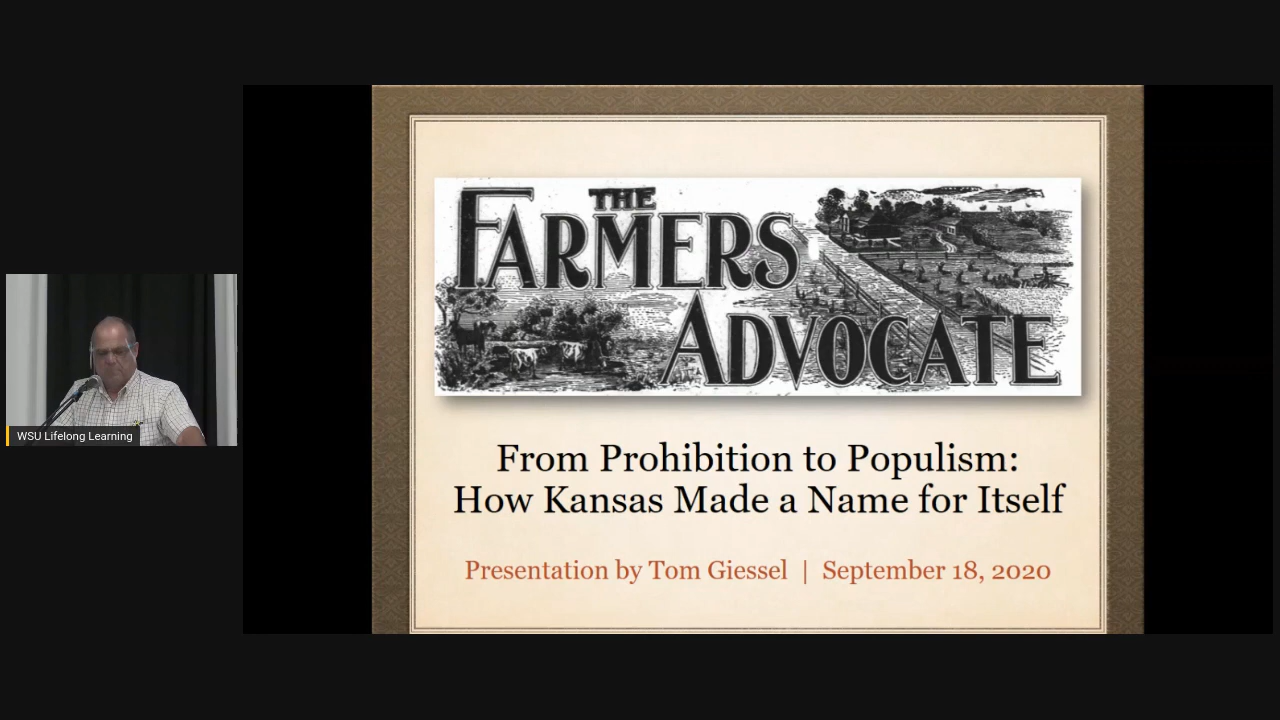 THE
FARMERS
ADVOCATE
From Prohibition to Populism:
How Kansas Made a Name for Itself
Presentation by Tom Giessel | September 18, 2020
WSU Lifelong Learning